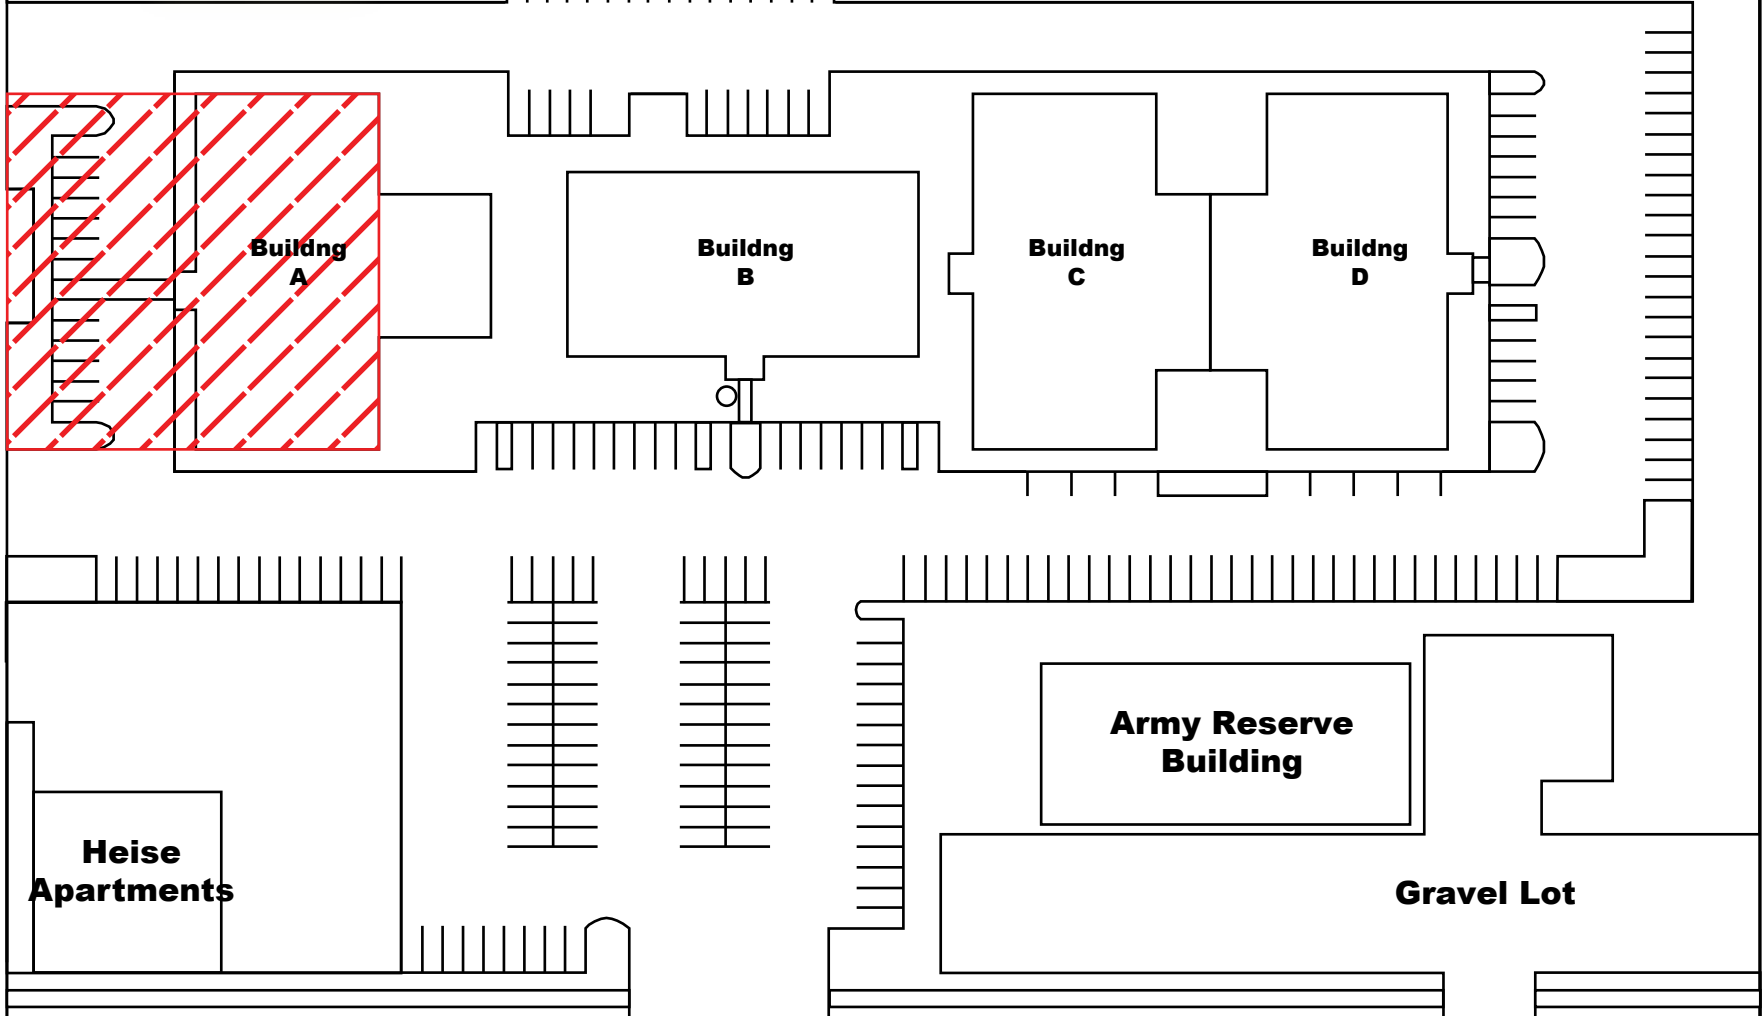 Buildng
A
Buildng
B
Buildng
C
Buildng
D
Army Reserve
Building
Heise
Apartments
Gravel Lot